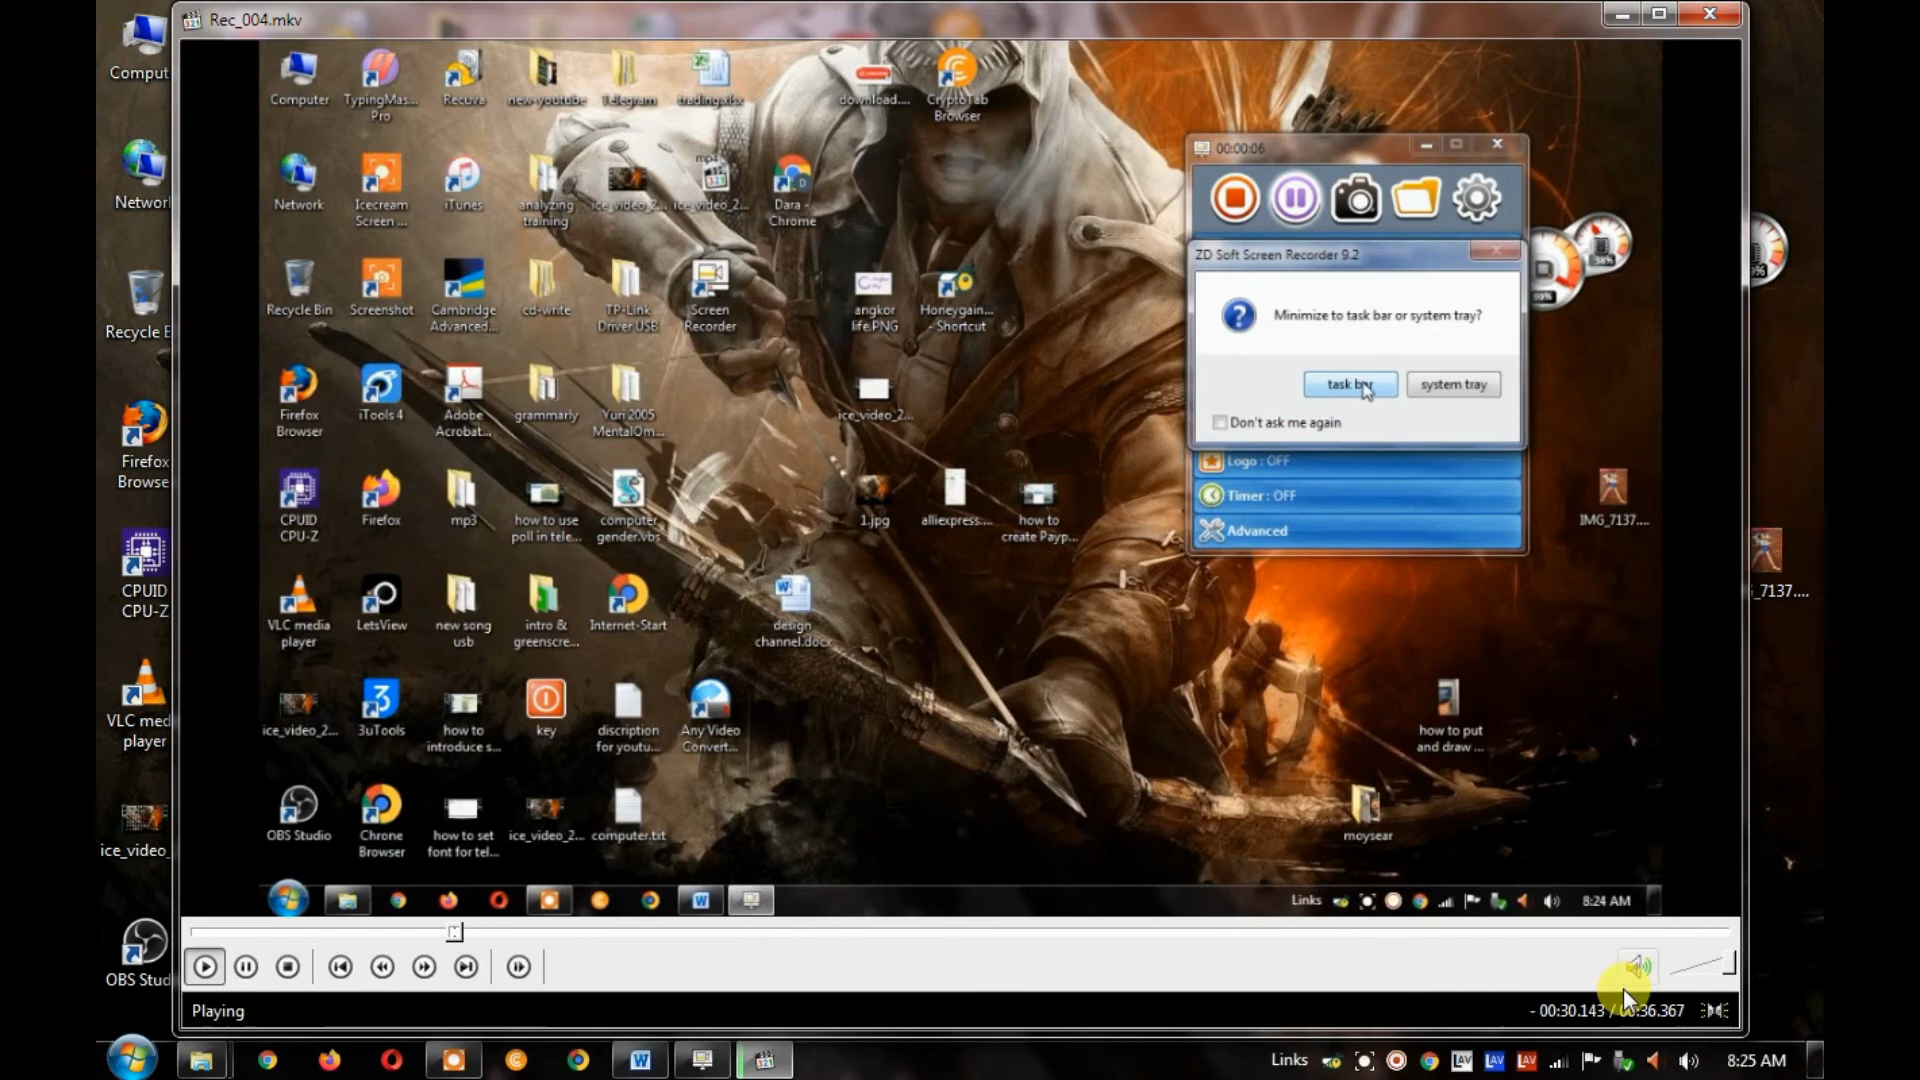 Rec_004.mkv
Comput
Networ
Firefox
Browse
CPUID
CPU-Z
VLC med
player
ice_video_
OBS Stud
Computer
TypingMas...
Pro
Recuva
new-youtube
Telegram
trading.xlsx
download....
CryptoTab
Browser
Network
Icecream
Screen ...
iTunes
analyzing
training
ice_video_2...
mp4
ice_video_2...
Dara -
Chrome
Recycle Bin
Screenshot
Cambridge
Advanced...
cd-write
TP-Link
Driver USB
Screen
Recorder
angkor
life.PNG
Honeygain...
- Shortcut
Firefox
Browser
iTools 4
Adobe
Acrobat...
grammarly
Yuri 2005
MentalOm...
ice_video_2...
CPUID
CPU-Z
Firefox
mp3
how to use
poll in tele...
computer
gender.vbs
1.jpg
alliexpress....
how to
create Payp...
IMG_7137....
VLC media
player
LetsView
new song
usb
intro &
greenscre...
Internet-Start
design
channel.docx
ice_video_2...
3uTools
how to
introduce s...
key
discription
for youtu...
Any Video
Convert...
how to put
and draw ...
OBS Studio
Chrome
Browser
how to set
font for tel...
ice_video_2...
computer.txt
moysear
00:00:06
ZD Soft Screen Recorder 9.2
Minimize to task bar or system tray?
system tray
Don't ask me again
Logo : OFF
Timer : OFF
Advanced
38%
_7137....
Links
8:24 AM
Playing
- 00:30.143
Links
LAV
LAV
LAV
8:25 AM